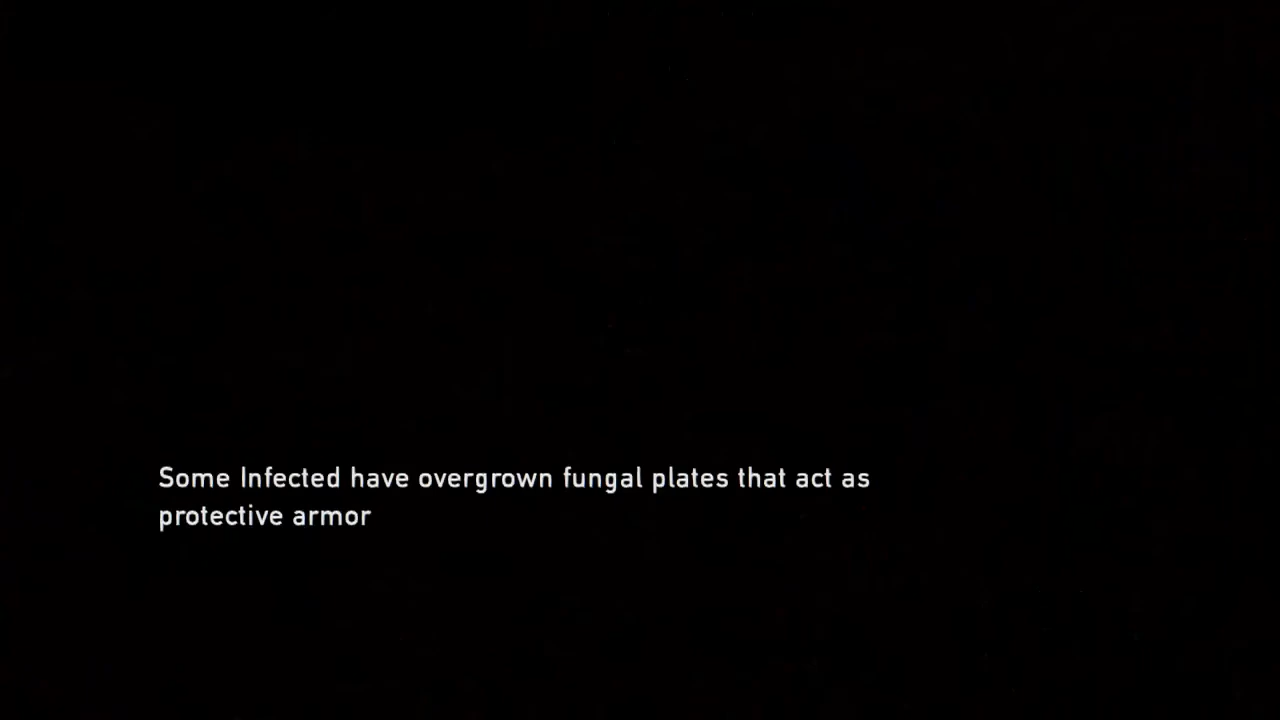 Some Infected have overgrown fungal plates that act as
protective armor